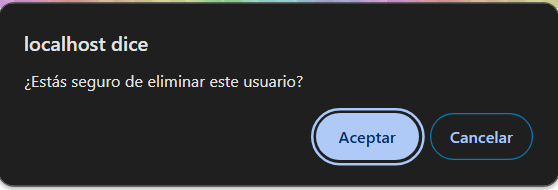 localhost dice
¿Estás seguro de eliminar este usuario?
Aceptar
Cancelar